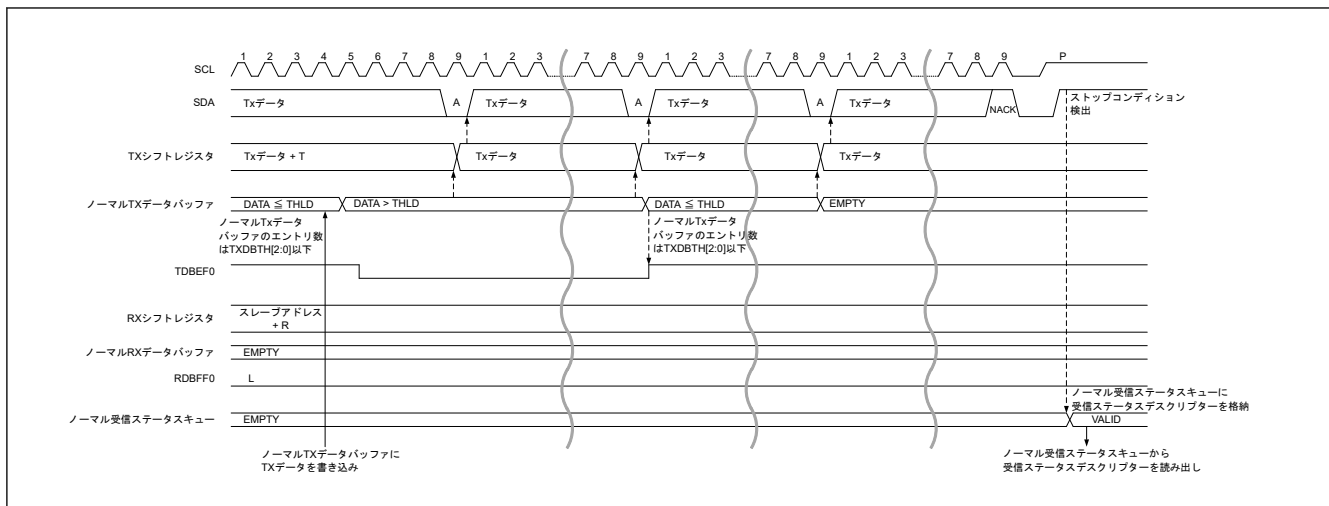 SCL 1 2 3 4 5 6 7 8 9 1 2 3 7 8 9 1 2 3 7 8 9 1 2 3 7 8 9 P
SDA Txデータ A Txデータ A Txデータ A Txデータ NACK
ストップコンディション
検出
TXシフトレジスタ Txデータ + T Txデータ Txデータ Txデータ
ノーマルTXデータバッファ DATA ≦ THLD DATA > THLD DATA ≦ THLD EMPTY
ノーマルTxデータ
バッファのエントリ数
はTXDBTH[2:0]以下
ノーマルTxデータ
バッファのエントリ数
はTXDBTH[2:0]以下
TDBEF0
RXシフトレジスタ スレーブアドレス
+ R
ノーマルRXデータバッファ EMPTY
RDBFF0 L
ノーマル受信ステータスキューに
受信ステータスデスクリプターを格納
ノーマル受信ステータスキュー EMPTY VALID
ノーマルTXデータバッファに
TXデータを書き込み
ノーマル受信ステータスキューから
受信ステータスデスクリプターを読み出し